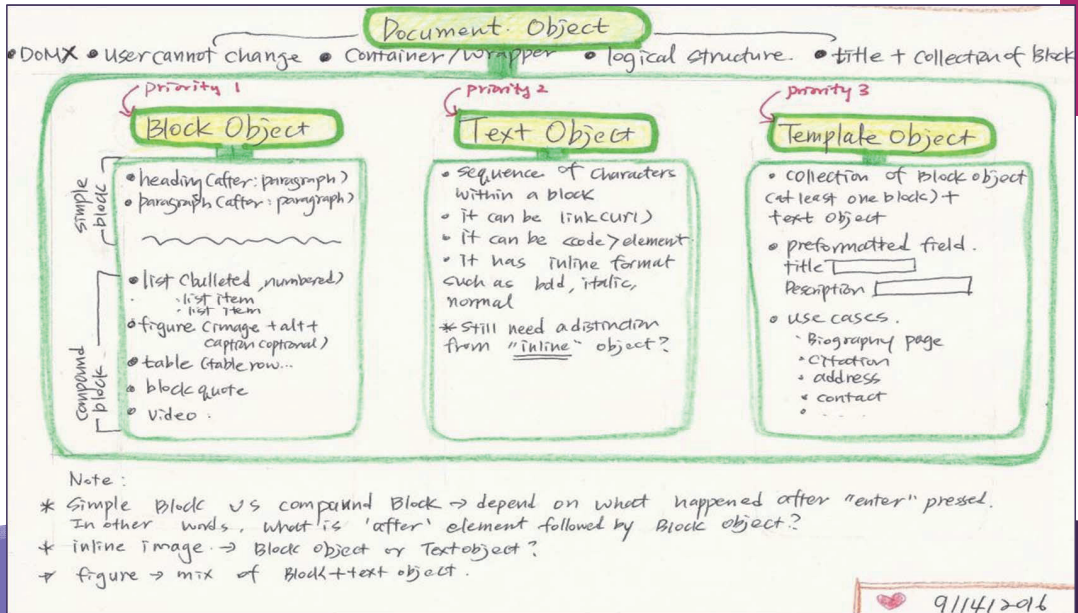 Document Object
• DOMX • user cannot change • Container/wrapper • logical structure. • title + collection of Block
priority 1
Block Object
simple block
• heading (after: paragraph)
• paragraph (after: paragraph)
compound block
• list (bulleted, numbered)
· list item
· list item
• figure (image + alt +
caption (optional)
• table (table row...
• block quote
• video.
priority 2
Text Object
• sequence of characters
within a block
• it can be link (url)
• it can be <code> element
• It has inline format
such as bold, italic,
normal
* Still need a distinction
from "inline" object?
priority 3
Template Object
• collection of Block object
(at least one block) +
text object
• preformatted field.
title
Description
• use cases.
· Biography page
· Citation
· address
· contact
· ....
Note:
* Simple Block vs compound Block → depend on what happened after "enter" pressed.
In other words, what is 'after' element followed by Block object?
* inline image → Block object or Text object?
* figure → mix of Block + text object.
9/14/2016